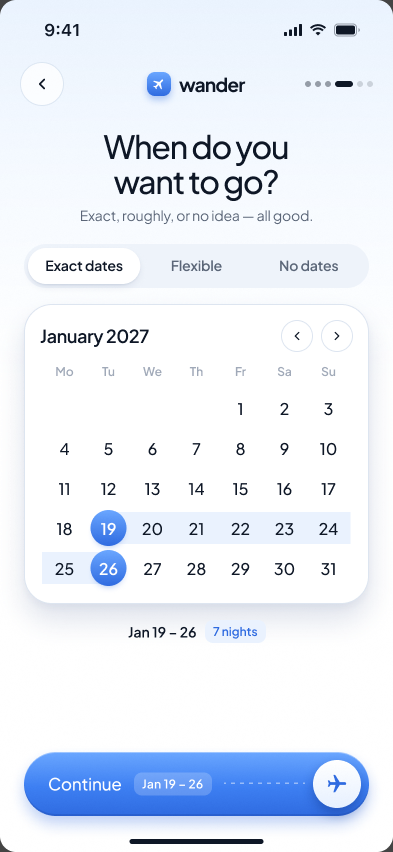 9:41
wander
When do you
want to go?
Exact, roughly, or no idea — all good.
Exact dates Flexible No dates
January 2027
Mo Tu We Th Fr Sa Su
1 2 3
4 5 6 7 8 9 10
11 12 13 14 15 16 17
18 19 20 21 22 23 24
25 26 27 28 29 30 31
Jan 19 – 26 7 nights
Continue Jan 19 – 26